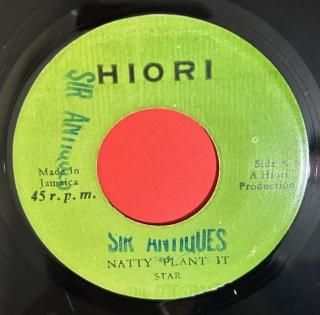 HIORI
SIR ANTIQUES
Made In
Jamaica
45 r. p. m.
Side A
A Hiori
Production
SIR ANTIQUES
NATTY PLANT IT
STAR